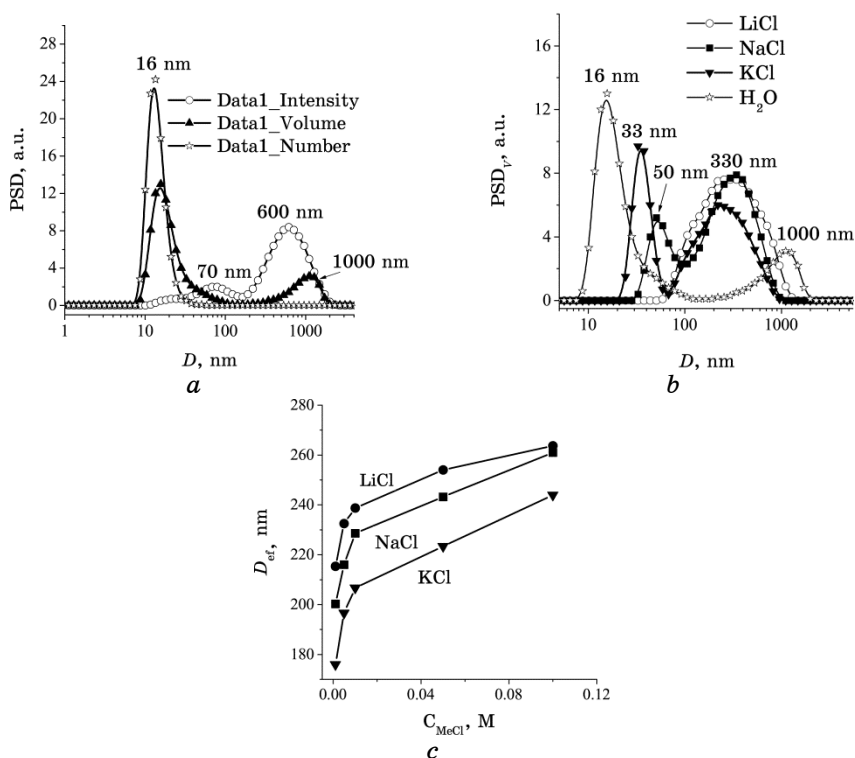 28
24
20
16
12
8
4
0
PSD, a.u.
16 nm
Data1_Intensity
Data1_Volume
Data1_Number
600 nm
70 nm
1000 nm
1
10
100
1000
D, nm
a
16
12
8
4
0
PSD_V, a.u.
LiCl
NaCl
KCl
H₂O
16 nm
33 nm
50 nm
330 nm
1000 nm
10
100
1000
D, nm
b
280
260
240
220
200
180
D_ef, nm
LiCl
NaCl
KCl
0.00
0.04
0.08
0.12
C_MeCl, M
c